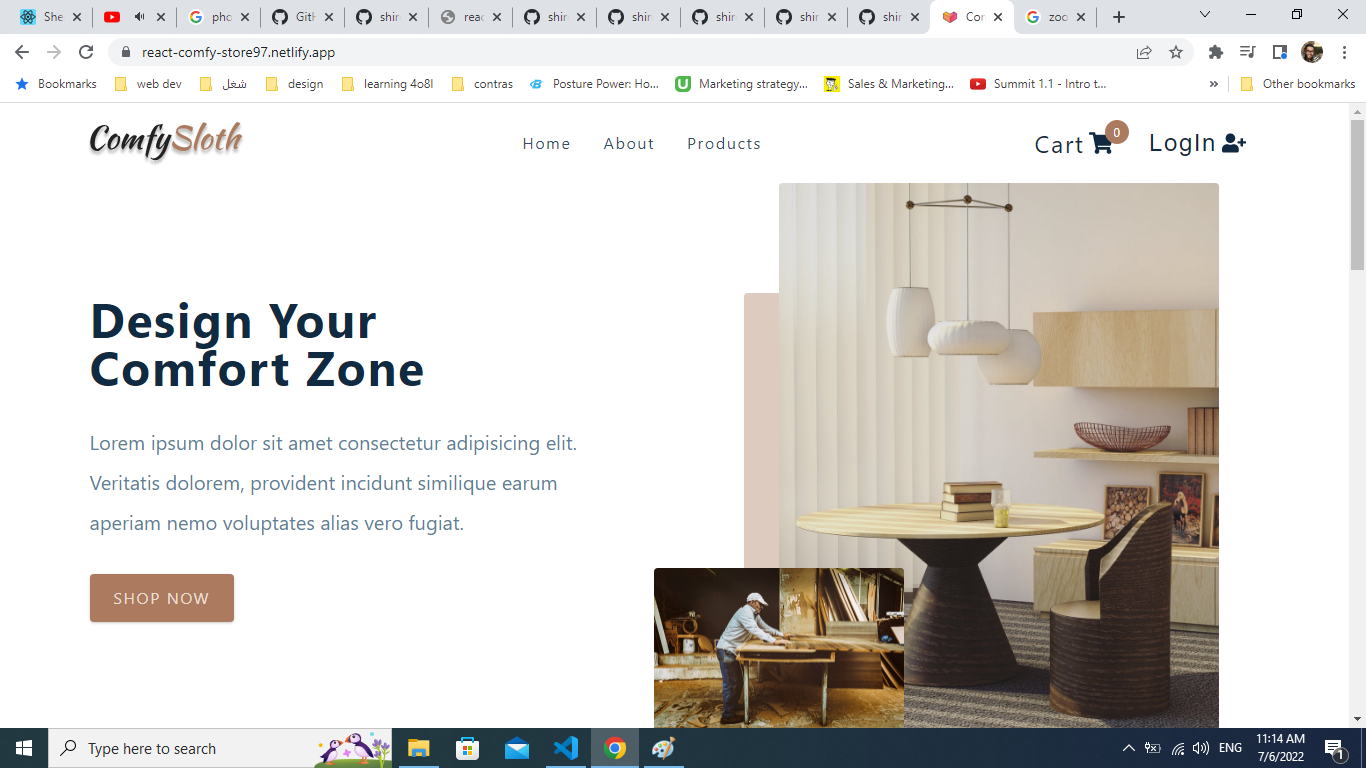 She
pho
Gith
shir
reac
shir
shir
shir
shir
shir
Cor
zoo
react-comfy-store97.netlify.app
Bookmarks
web dev
شغل
design
learning 4o8l
contras
Posture Power: Ho...
Marketing strategy...
Sales & Marketing...
Summit 1.1 - Intro t...
»
Other bookmarks
ComfySloth
Home
About
Products
Cart
0
LogIn
Design Your
Comfort Zone
Lorem ipsum dolor sit amet consectetur adipisicing elit.
Veritatis dolorem, provident incidunt similique earum
aperiam nemo voluptates alias vero fugiat.
SHOP NOW
Type here to search
ENG
11:14 AM
7/6/2022
1